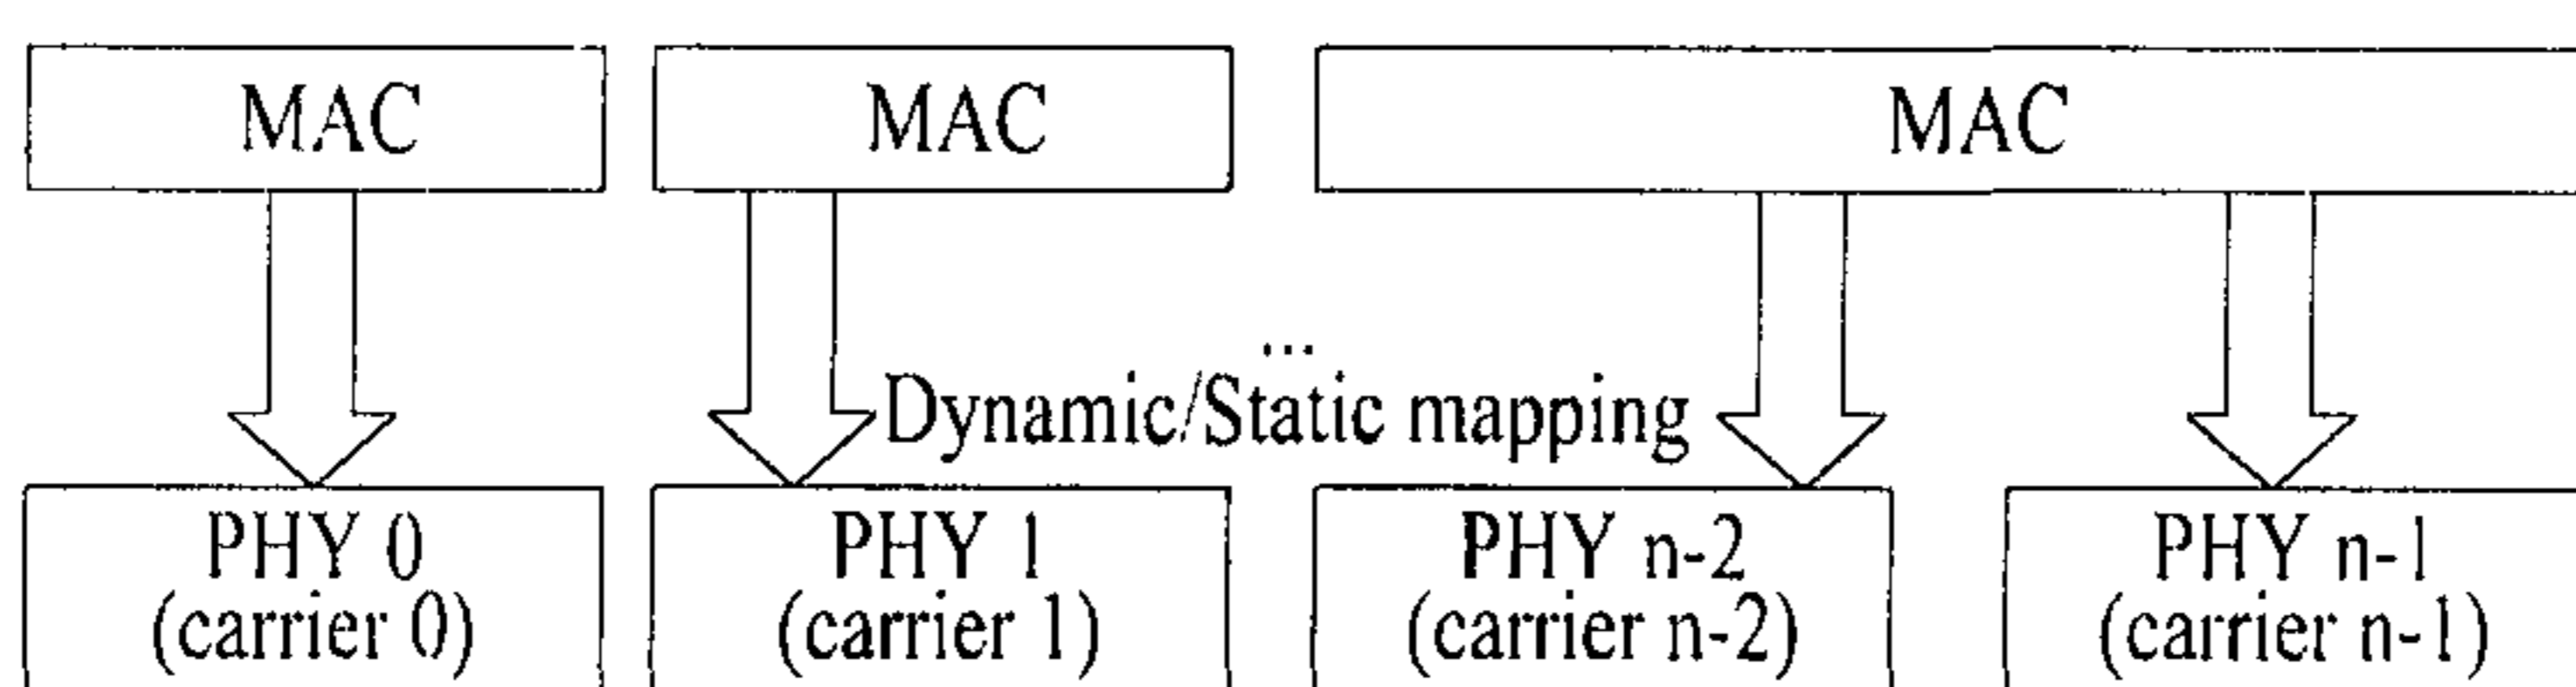 MAC MAC MAC
...
Dynamic/Static mapping
PHY 0 PHY 1 PHY n-2 PHY n-1
(carrier 0) (carrier 1) (carrier n-2) (carrier n-1)